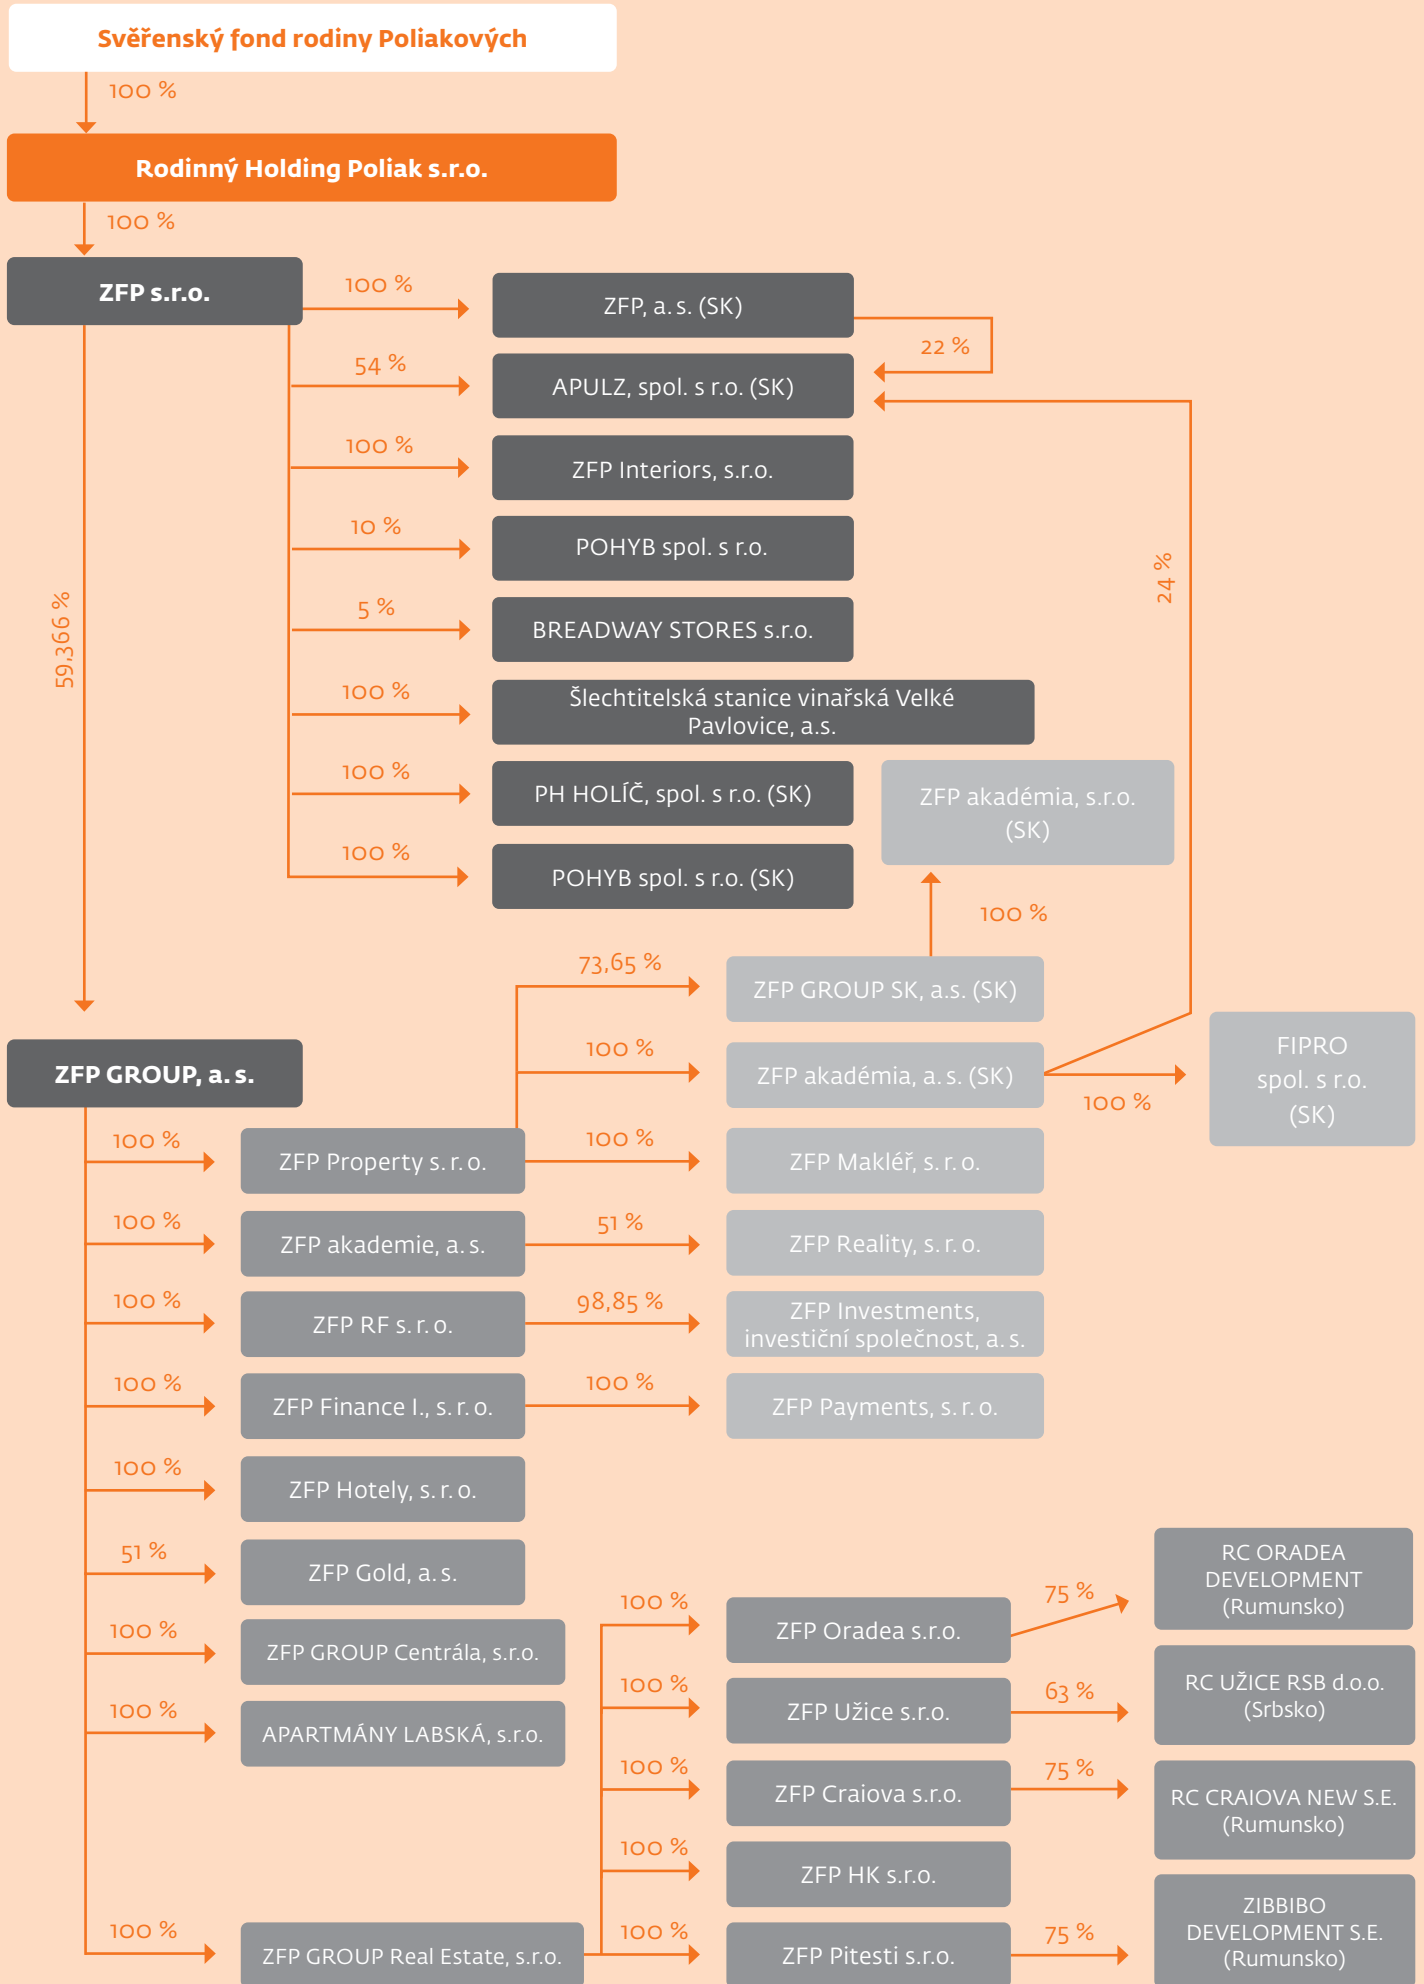 Svěřenský fond rodiny Poliakových
100 %
Rodinný Holding Poliak s.r.o.
100 %
ZFP s.r.o.
100 %
ZFP, a. s. (SK)
22 %
54 %
APULZ, spol. s r.o. (SK)
100 %
ZFP Interiors, s.r.o.
10 %
POHYB spol. s r.o.
24 %
59,366 %
5 %
BREADWAY STORES s.r.o.
100 %
Šlechtitelská stanice vinařská Velké
Pavlovice, a.s.
100 %
PH HOLÍČ, spol. s r.o. (SK)
ZFP akadémia, s.r.o.
(SK)
100 %
POHYB spol. s r.o. (SK)
100 %
73,65 %
ZFP GROUP SK, a.s. (SK)
100 %
ZFP akadémia, a. s. (SK)
100 %
FIPRO
spol. s r.o.
(SK)
ZFP GROUP, a. s.
100 %
ZFP Property s. r. o.
100 %
ZFP Makléř, s. r. o.
100 %
ZFP akademie, a. s.
51 %
ZFP Reality, s. r. o.
100 %
ZFP RF s. r. o.
98,85 %
ZFP Investments,
investiční společnost, a. s.
100 %
ZFP Finance I., s. r. o.
100 %
ZFP Payments, s. r. o.
100 %
ZFP Hotely, s. r. o.
51 %
ZFP Gold, a. s.
100 %
ZFP GROUP Centrála, s.r.o.
100 %
APARTMÁNY LABSKÁ, s.r.o.
100 %
ZFP GROUP Real Estate, s.r.o.
100 %
ZFP Oradea s.r.o.
75 %
RC ORADEA
DEVELOPMENT
(Rumunsko)
100 %
ZFP Užice s.r.o.
63 %
RC UŽICE RSB d.o.o.
(Srbsko)
100 %
ZFP Craiova s.r.o.
75 %
RC CRAIOVA NEW S.E.
(Rumunsko)
100 %
ZFP HK s.r.o.
100 %
ZFP Pitesti s.r.o.
75 %
ZIBBIBO
DEVELOPMENT S.E.
(Rumunsko)